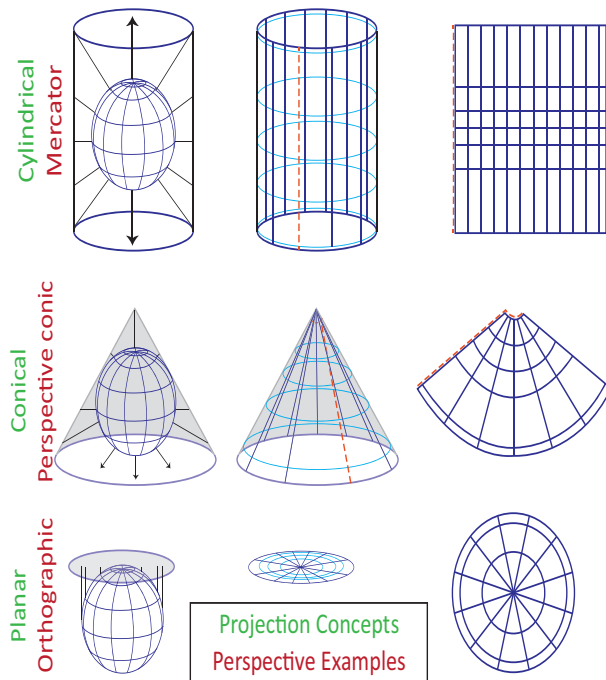 Cylindrical
Mercator
Conical
Perspective conic
Planar
Orthographic
Projection Concepts
Perspective Examples